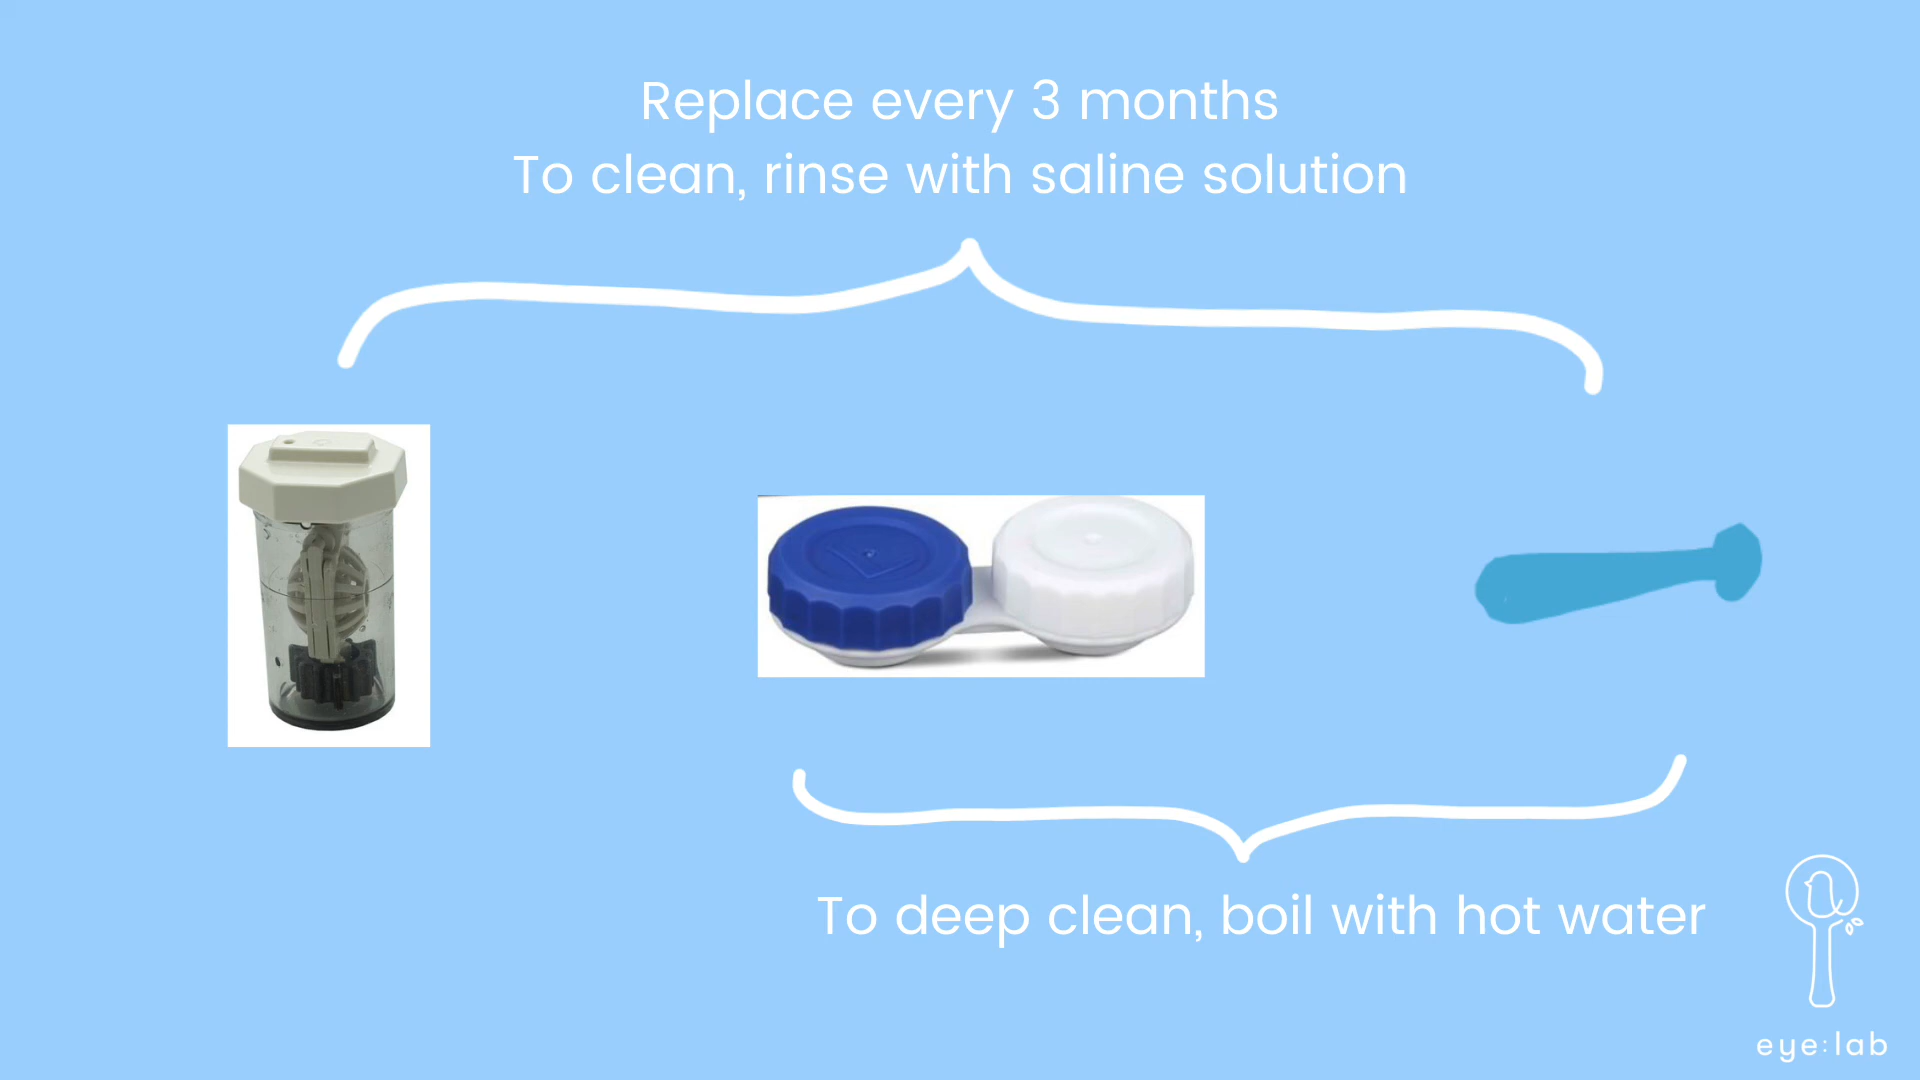 Replace every 3 months
To clean, rinse with saline solution
To deep clean, boil with hot water
eye:lab